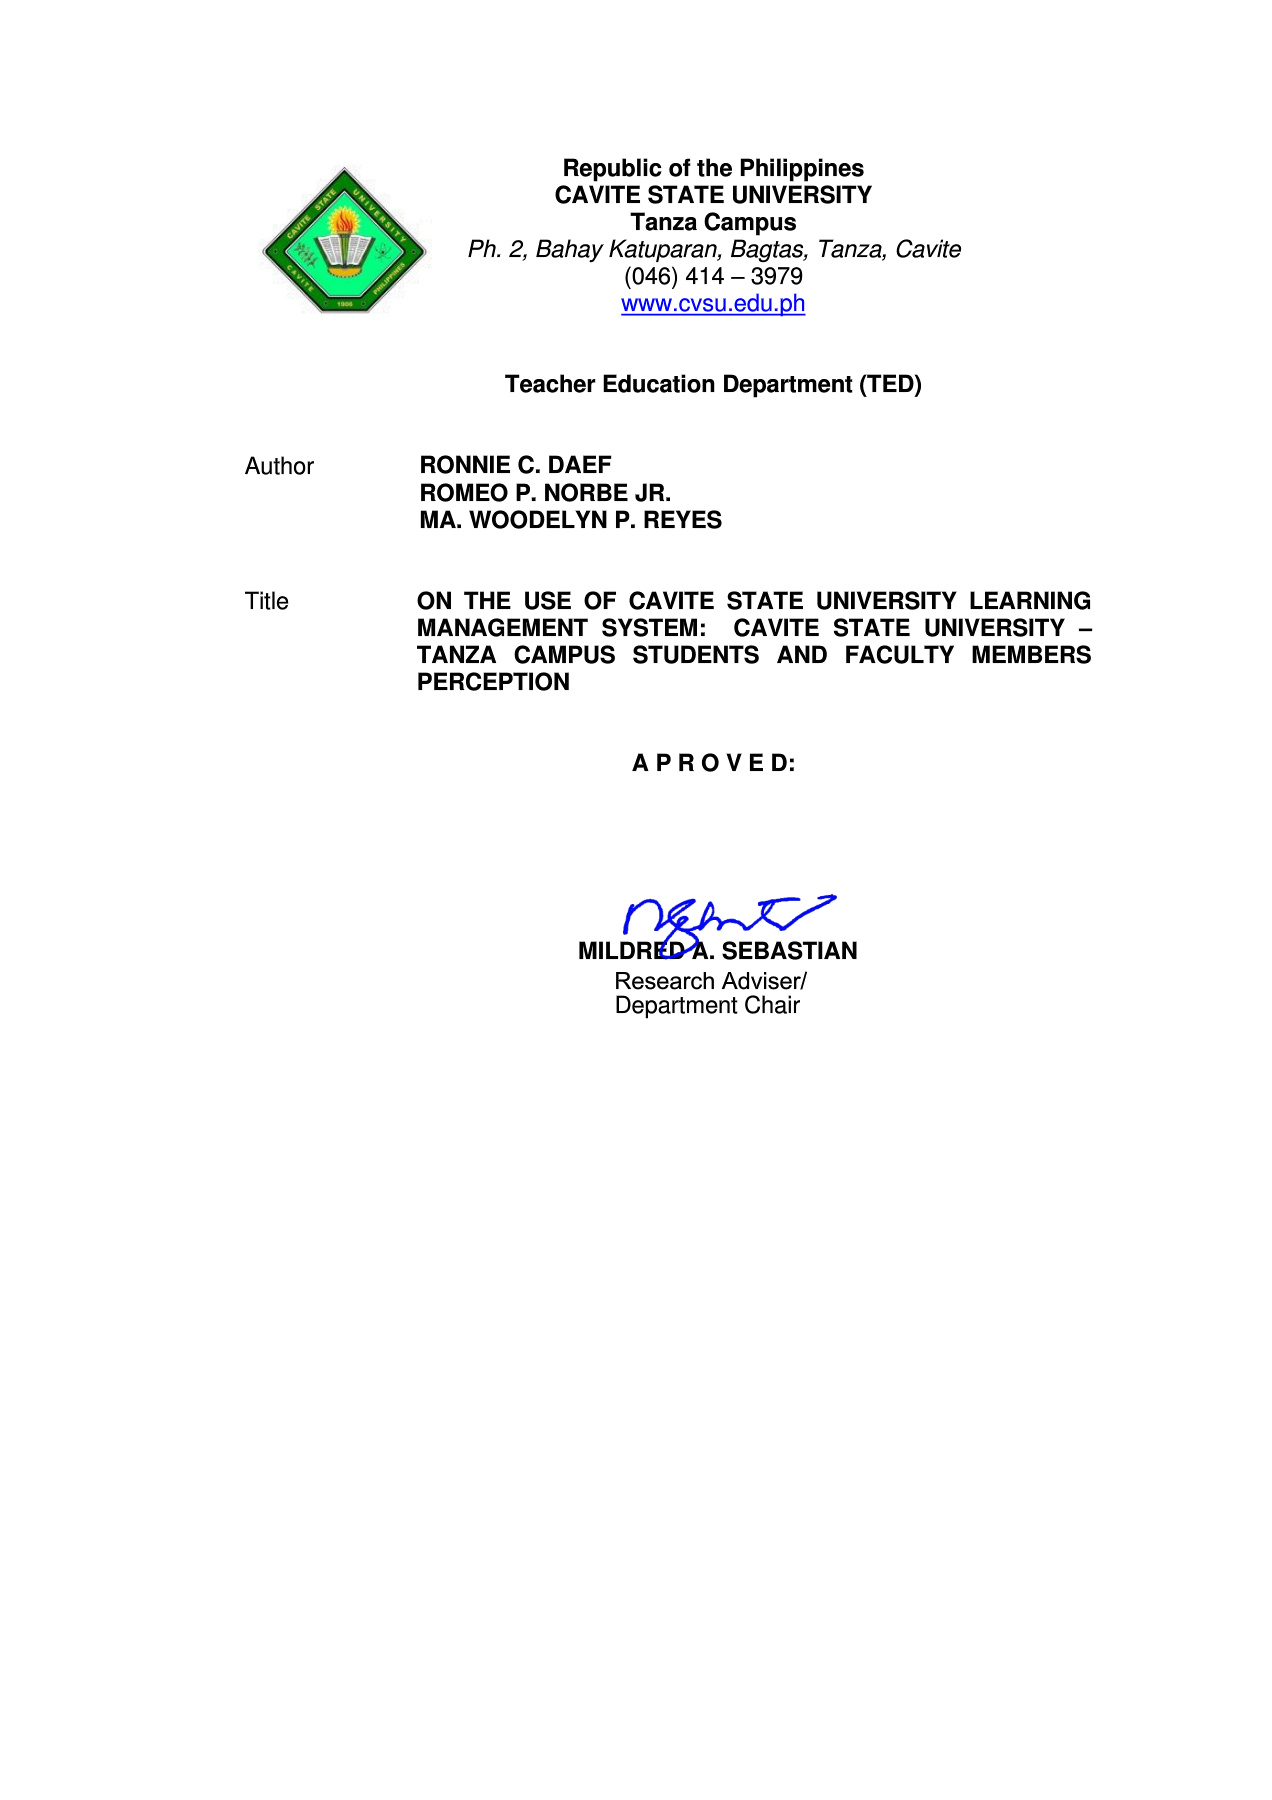 Republic of the Philippines
CAVITE STATE UNIVERSITY
Tanza Campus
Ph. 2, Bahay Katuparan, Bagtas, Tanza, Cavite
(046) 414 – 3979
www.cvsu.edu.ph
CAVITE STATE UNIVERSITY
CAVITE 1906 PHILIPPINES
Teacher Education Department (TED)
Author
RONNIE C. DAEF
ROMEO P. NORBE JR.
MA. WOODELYN P. REYES
Title
ON THE USE OF CAVITE STATE UNIVERSITY LEARNING
MANAGEMENT SYSTEM: CAVITE STATE UNIVERSITY –
TANZA CAMPUS STUDENTS AND FACULTY MEMBERS
PERCEPTION
A P R O V E D:
MILDRED A. SEBASTIAN
Research Adviser/
Department Chair